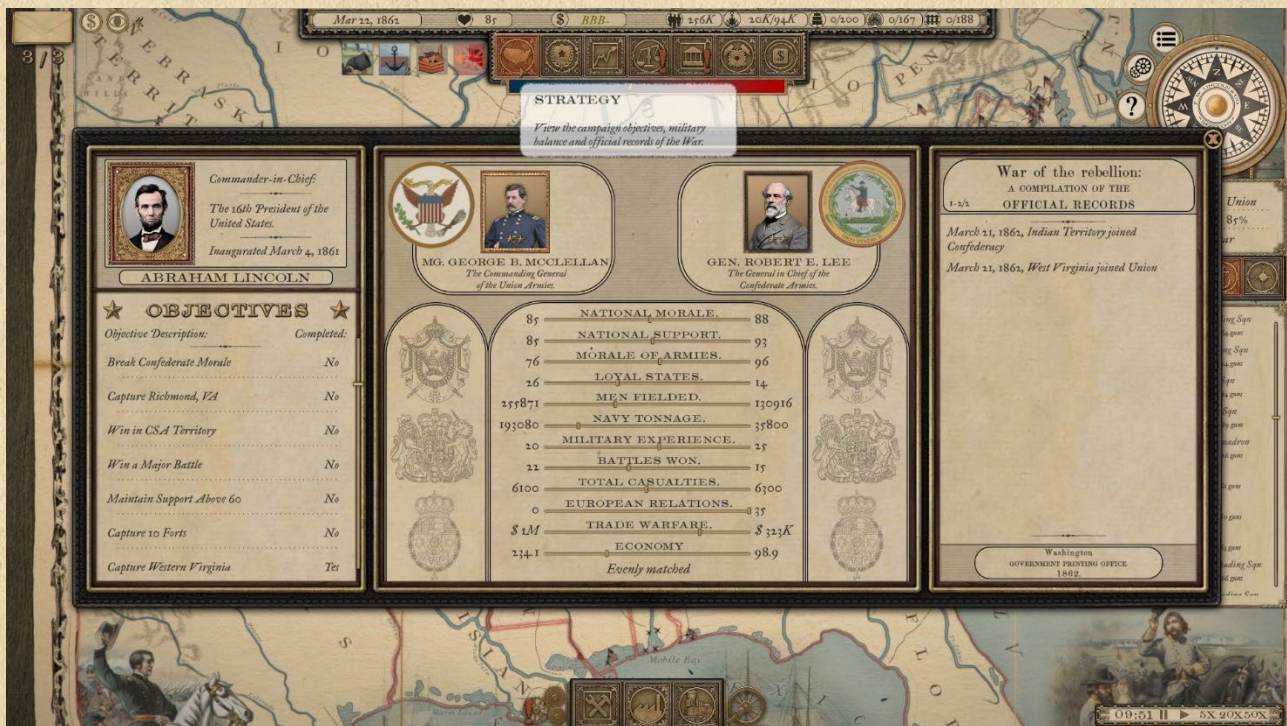 Mar 22, 1862
85
BBB-
256K
20K/94K
0/200
0/167
0/188
3 / 8
NEBRASKA
TERRIT
STRATEGY
View the campaign objectives, military
balance and official records of the War.
Commander-in-Chief:
The 16th President of the
United States.
Inaugurated March 4, 1861
ABRAHAM LINCOLN
OBJECTIVES
Objective Description: Completed:
Break Confederate Morale No
Capture Richmond, VA No
Win in CSA Territory No
Win a Major Battle No
Maintain Support Above 60 No
Capture 10 Forts No
Capture Western Virginia Yes
MG. GEORGE B. MCCLELLAN
The Commanding General
of the Union Armies.
GEN. ROBERT E. LEE
The General in Chief of the
Confederate Armies.
85 NATIONAL MORALE. 88
85 NATIONAL SUPPORT. 93
76 MORALE OF ARMIES. 96
26 LOYAL STATES. 14
255871 MEN FIELDED. 130916
193080 NAVY TONNAGE. 35800
20 MILITARY EXPERIENCE. 25
22 BATTLES WON. 15
6100 TOTAL CASUALTIES. 6300
0 EUROPEAN RELATIONS. 35
$ 1M TRADE WARFARE. $ 323K
234.1 ECONOMY 98.9
Evenly matched
War of the rebellion:
A COMPILATION OF THE
1-2/2 OFFICIAL RECORDS
March 21, 1862, Indian Territory joined
Confederacy
March 21, 1862, West Virginia joined Union
Washington
GOVERNMENT PRINTING OFFICE
1862.
Union
85%
Mobile Bay
09:51 5X 20X 50X